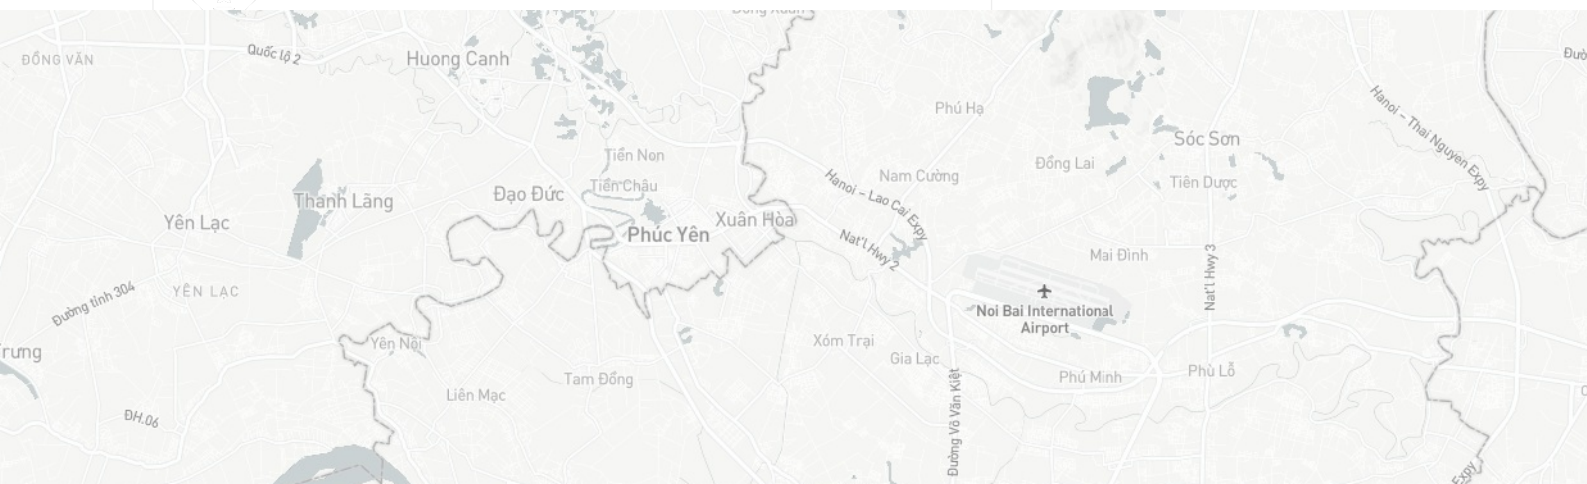 ĐỒNG VĂN
Quốc lộ 2
Huong Canh
Phú Hạ
Hanoi - Thai Nguyen Expy
Sóc Sơn
Tiền Non
Đồng Lai
Tiền Châu
Nam Cường
Tiên Dược
Thanh Lãng
Đạo Đức
Hanoi - Lao Cai Expy
Yên Lạc
Xuân Hòa
Phúc Yên
Nat'l Hwy 2
Mai Đình
Nat'l Hwy 3
YÊN LẠC
Đường tỉnh 304
Noi Bai International
Airport
Yên Nội
Xóm Trại
Gia Lạc
Phù Lỗ
Phú Minh
Tam Đồng
Liên Mạc
ĐH.06
Đường Võ Văn Kiệt
Expy